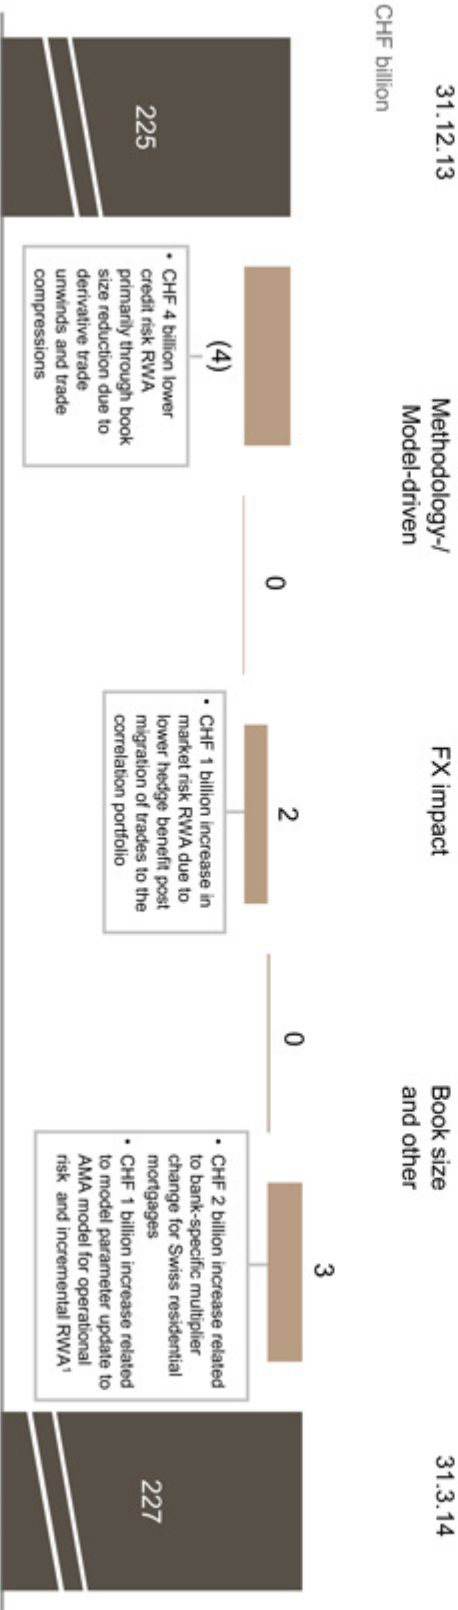 31.12.13
Methodology-/
Model-driven
FX impact
Book size
and other
31.3.14
CHF billion
225
(4)
• CHF 4 billion lower
credit risk RWA
primarily through book
size reduction due to
derivative trade
unwinds and trade
compressions
0
2
• CHF 1 billion increase in
market risk RWA due to
lower hedge benefit post
migration of trades to the
correlation portfolio
0
3
• CHF 2 billion increase related
to bank-specific multiplier
change for Swiss residential
mortgages
• CHF 1 billion increase related
to model parameter update to
AMA model for operational
risk and incremental RWA¹
227